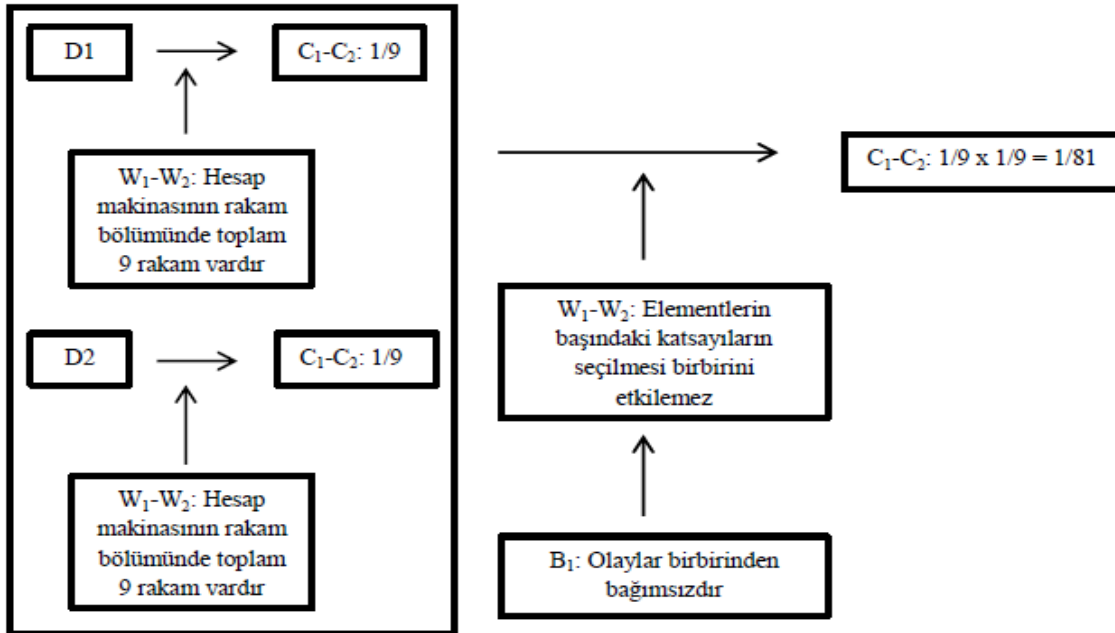 D1
C₁-C₂: 1/9
W₁-W₂: Hesap
makinasının rakam
bölümünde toplam
9 rakam vardır
D2
C₁-C₂: 1/9
W₁-W₂: Hesap
makinasının rakam
bölümünde toplam
9 rakam vardır
C₁-C₂: 1/9 x 1/9 = 1/81
W₁-W₂: Elementlerin
başındaki katsayıların
seçilmesi birbirini
etkilemez
B₁: Olaylar birbirinden
bağımsızdır